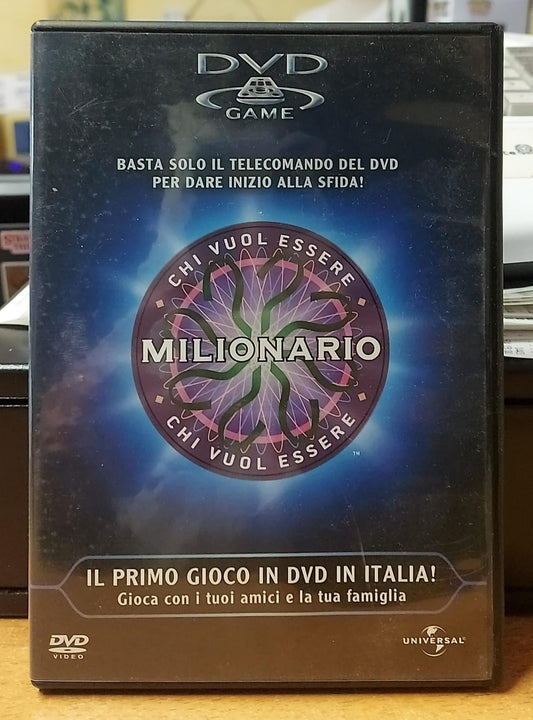 DVD
GAME
BASTA SOLO IL TELECOMANDO DEL DVD
PER DARE INIZIO ALLA SFIDA!
CHI VUOL ESSERE
MILIONARIO
CHI VUOL ESSERE
TM
IL PRIMO GIOCO IN DVD IN ITALIA!
Gioca con i tuoi amici e la tua famiglia
DVD
VIDEO
UNIVERSAL